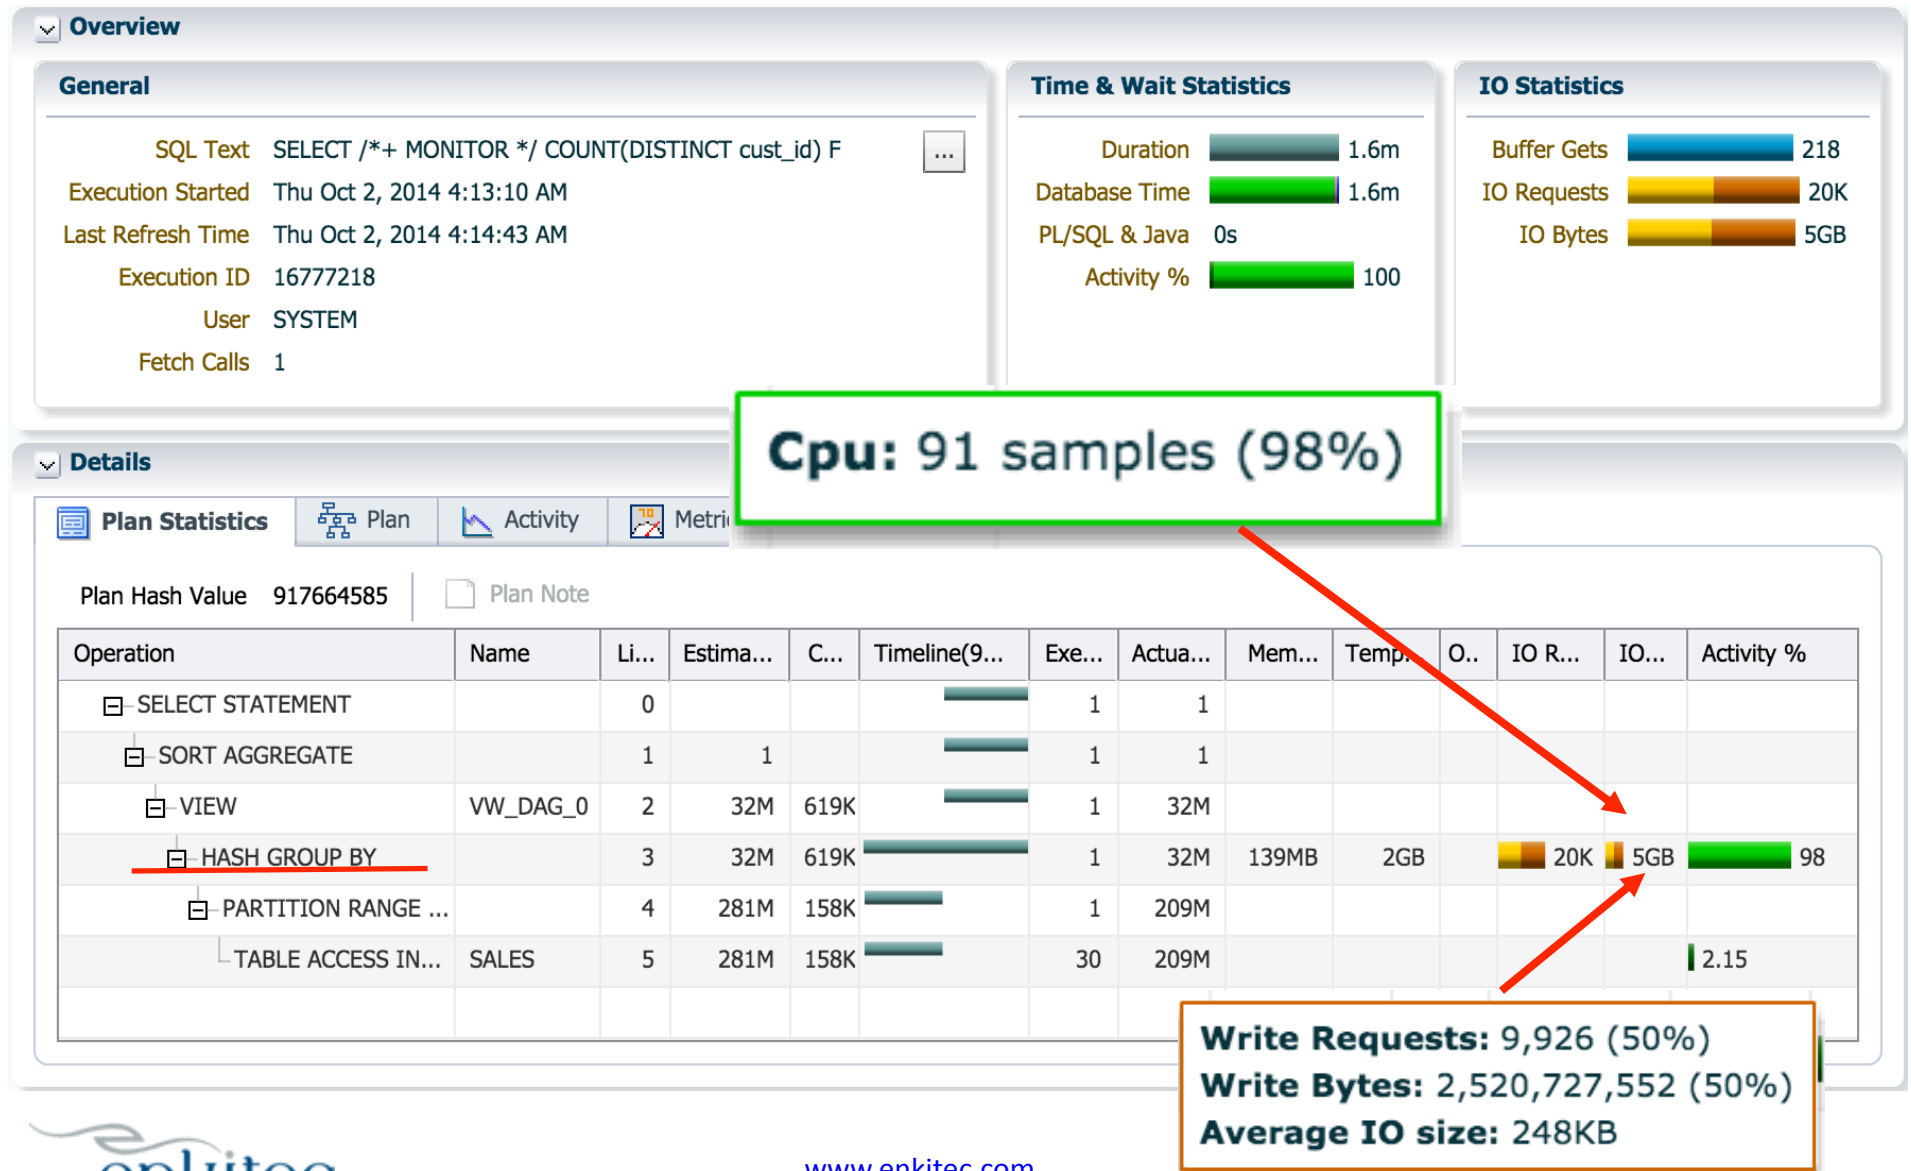 Overview
General
SQL Text SELECT /*+ MONITOR */ COUNT(DISTINCT cust_id) F ...
Execution Started Thu Oct 2, 2014 4:13:10 AM
Last Refresh Time Thu Oct 2, 2014 4:14:43 AM
Execution ID 16777218
User SYSTEM
Fetch Calls 1
Time & Wait Statistics
Duration 1.6m
Database Time 1.6m
PL/SQL & Java 0s
Activity % 100
IO Statistics
Buffer Gets 218
IO Requests 20K
IO Bytes 5GB
Cpu: 91 samples (98%)
Details
Plan Statistics Plan Activity Metri
Plan Hash Value 917664585 Plan Note
Operation Name Li... Estima... C... Timeline(9... Exe... Actua... Mem... Temp. O.. IO R... IO... Activity %
SELECT STATEMENT 0 1 1
SORT AGGREGATE 1 1 1 1
VIEW VW_DAG_0 2 32M 619K 1 32M
HASH GROUP BY 3 32M 619K 1 32M 139MB 2GB 20K 5GB 98
PARTITION RANGE ... 4 281M 158K 1 209M
TABLE ACCESS IN... SALES 5 281M 158K 30 209M 2.15
Write Requests: 9,926 (50%)
Write Bytes: 2,520,727,552 (50%)
Average IO size: 248KB
enkitec
www.enkitec.com